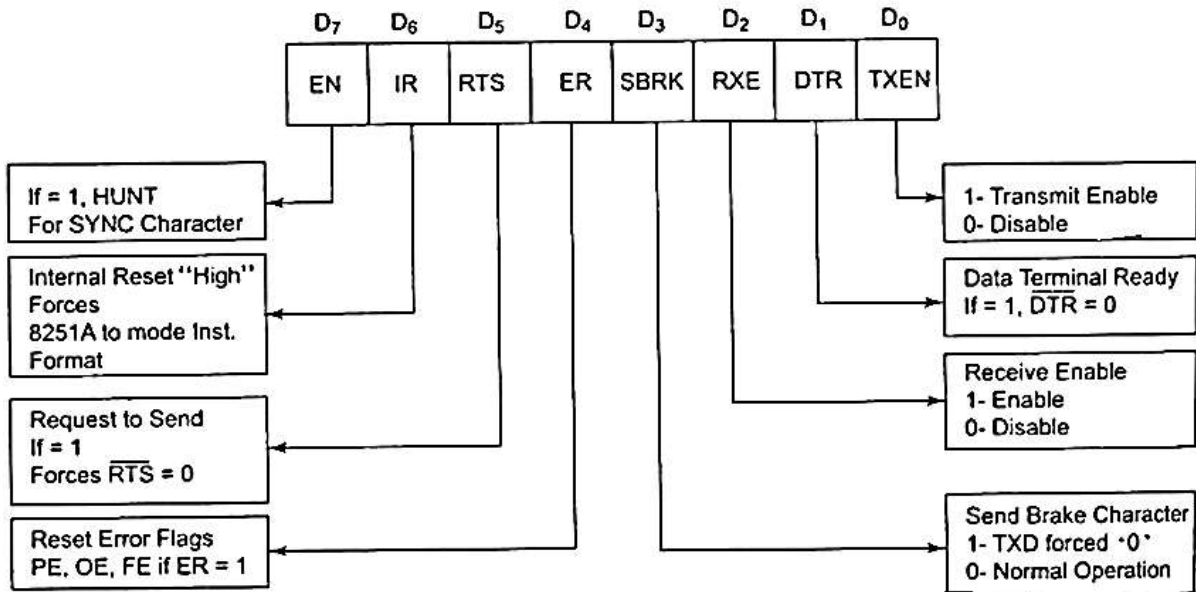 D7 D6 D5 D4 D3 D2 D1 D0
EN IR RTS ER SBRK RXE DTR TXEN
If = 1, HUNT
For SYNC Character
Internal Reset "High"
Forces
8251A to mode Inst.
Format
Request to Send
If = 1
Forces R̅T̅S̅ = 0
Reset Error Flags
PE, OE, FE if ER = 1
1- Transmit Enable
0- Disable
Data Terminal Ready
If = 1, D̅T̅R̅ = 0
Receive Enable
1- Enable
0- Disable
Send Brake Character
1- TXD forced '0'
0- Normal Operation